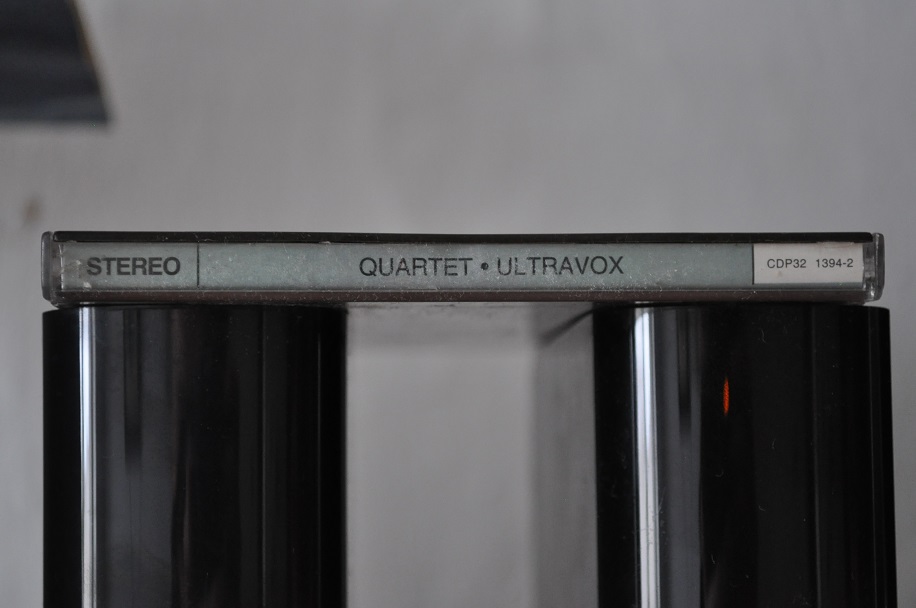 STEREO QUARTET • ULTRAVOX CDP32 1394-2